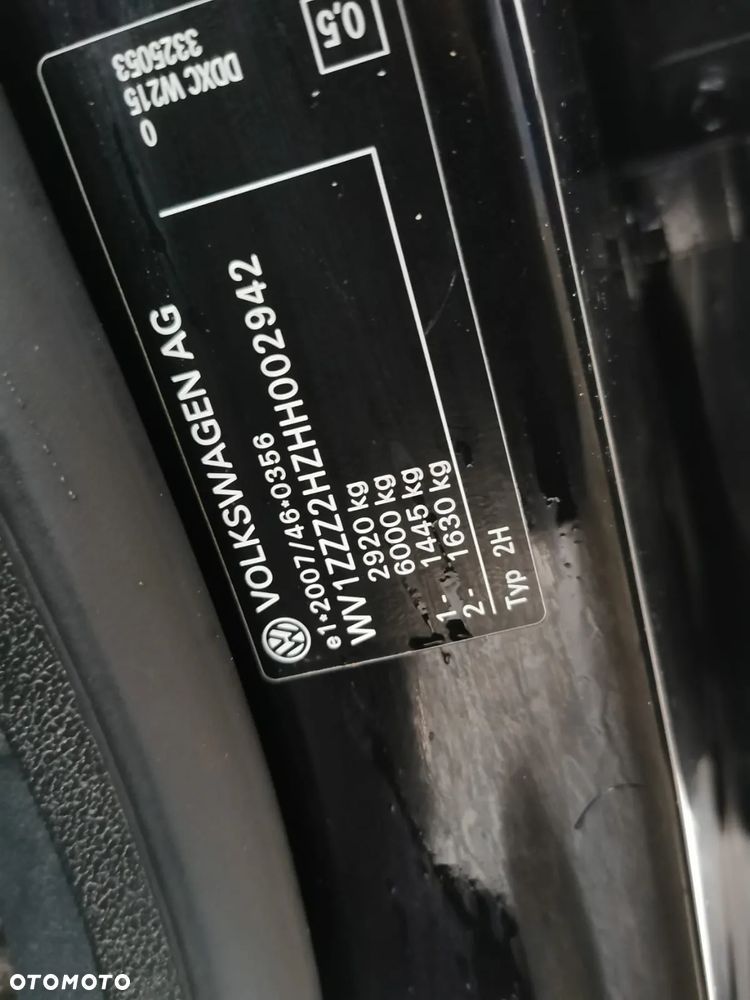 VOLKSWAGEN AG
e1*2007/46*0356
WV1ZZZ2HZHH002942
2920 kg
6000 kg
1 - 1445 kg
2 - 1630 kg
Typ 2H
0
DDXC W215
3325053
0,5
OTOMOTO